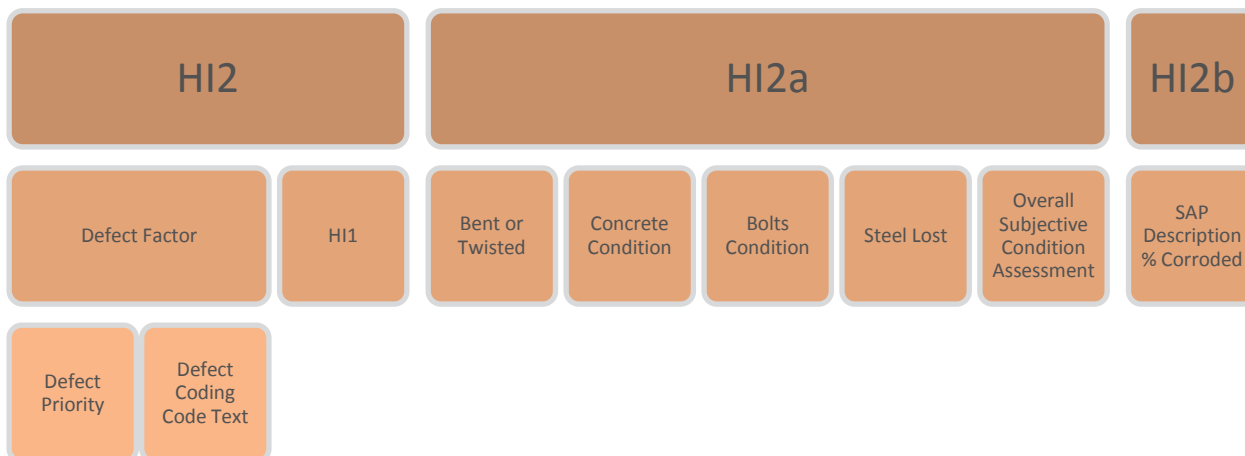 HI2
HI2a
HI2b
Defect Factor
HI1
Bent or
Twisted
Concrete
Condition
Bolts
Condition
Steel Lost
Overall
Subjective
Condition
Assessment
SAP
Description
% Corroded
Defect
Priority
Defect
Coding
Code Text